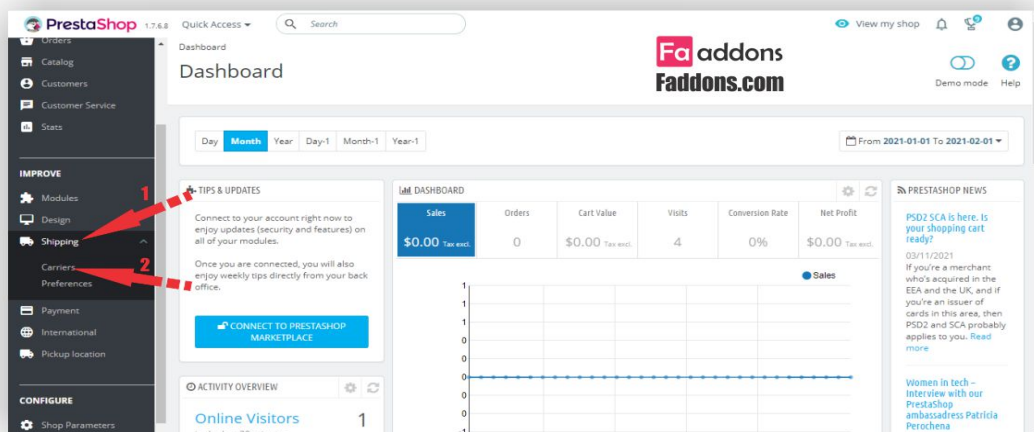 PrestaShop 1.7.6.8 Quick Access Search View my shop
Orders
Catalog
Customers
Customer Service
Stats
IMPROVE
Modules
Design
Shipping
Carriers
Preferences
Payment
International
Pickup location
CONFIGURE
Shop Parameters
1
2
Dashboard
Dashboard
Fa addons
Faddons.com
Demo mode Help
Day Month Year Day-1 Month-1 Year-1
From 2021-01-01 To 2021-02-01
TIPS & UPDATES
Connect to your account right now to
enjoy updates (security and features) on
all of your modules.
Once you are connected, you will also
enjoy weekly tips directly from your back
office.
CONNECT TO PRESTASHOP
MARKETPLACE
ACTIVITY OVERVIEW
Online Visitors 1
DASHBOARD
Sales Orders Cart Value Visits Conversion Rate Net Profit
$0.00 Tax excl. 0 $0.00 Tax excl. 4 0% $0.00 Tax excl.
Sales
1
1
1
0
0
0
0
0
-1
PRESTASHOP NEWS
PSD2 SCA is here. Is
your shopping cart
ready?
03/11/2021
If you're a merchant
who's acquired in the
EEA and the UK, and if
you're an issuer of
cards in this area, then
PSD2 and SCA probably
applies to you. Read
more
Women in tech –
Interview with our
PrestaShop
ambassadress Patricia
Perochena